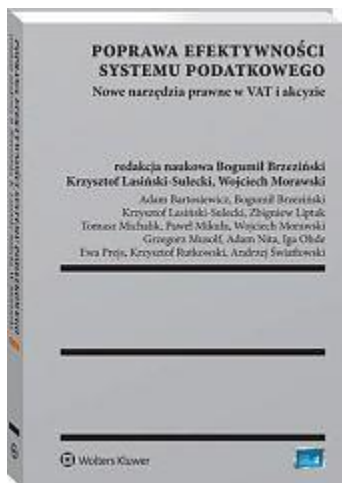 POPRAWA EFEKTYWNOŚCI
SYSTEMU PODATKOWEGO
Nowe narzędzia prawne w VAT i akcyzie
redakcja naukowa Bogumił Brzeziński
Krzysztof Lasiński-Sulecki, Wojciech Morawski
Adam Bartosiewicz, Bogumił Brzeziński
Krzysztof Lasiński-Sulecki, Zbigniew Liptak
Tomasz Michalik, Paweł Mikuła, Wojciech Morawski
Grzegorz Musolf, Adam Nita, Iga Ohde
Ewa Prejs, Krzysztof Rutkowski, Andrzej Światłowski
Wolters Kluwer